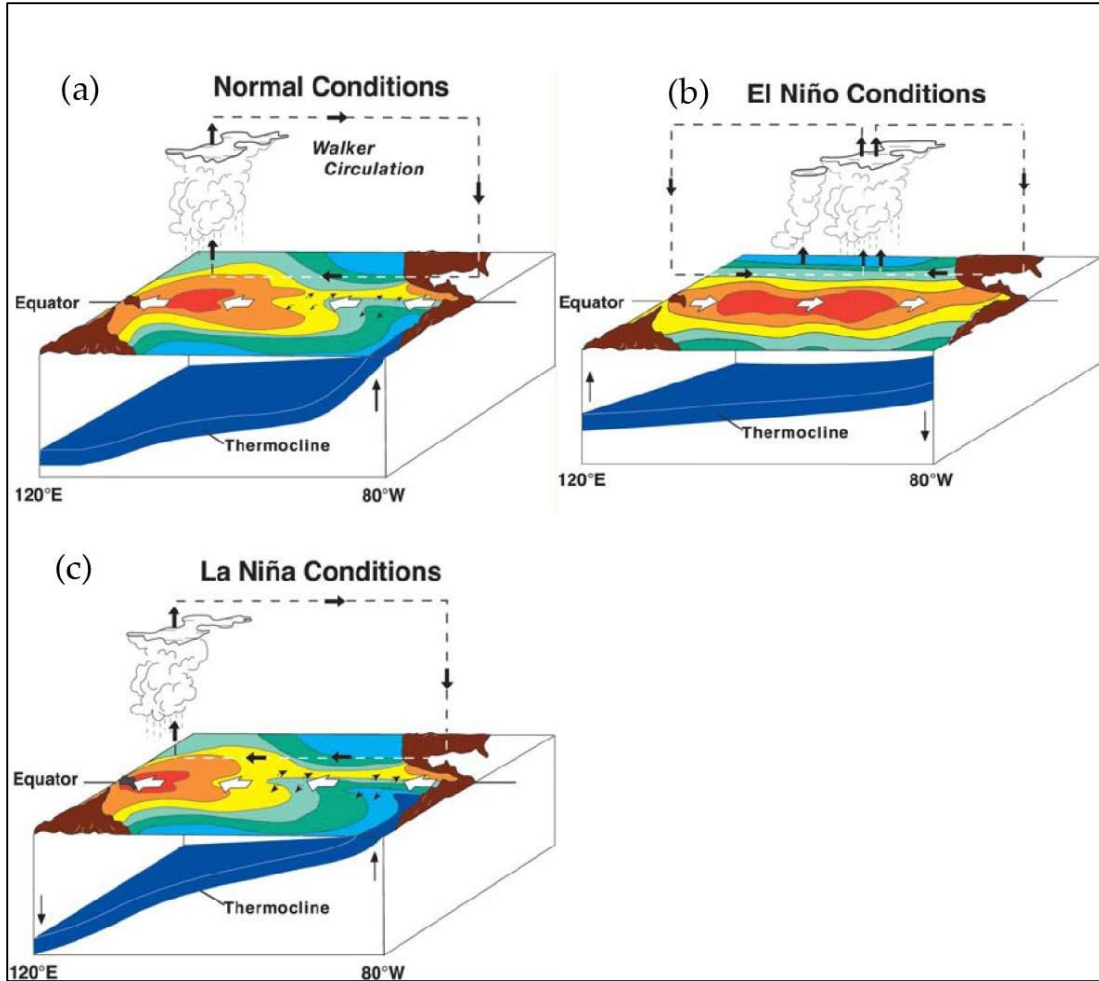 (a)
Normal Conditions
Walker
Circulation
Equator
Thermocline
120°E
80°W
(b)
El Niño Conditions
Equator
Thermocline
120°E
80°W
(c)
La Niña Conditions
Equator
Thermocline
120°E
80°W